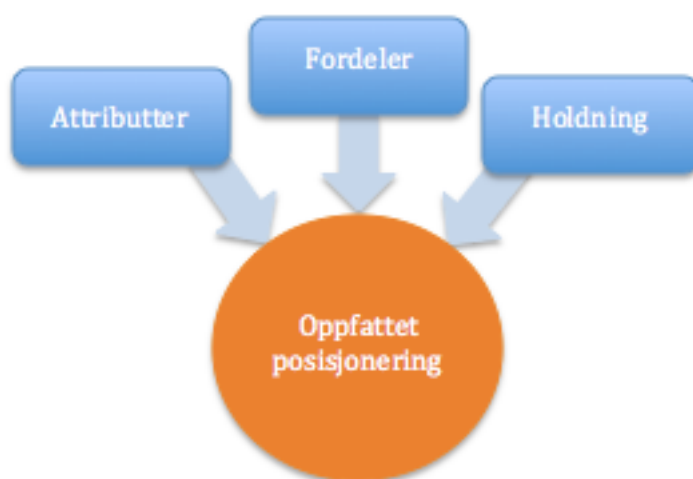 Attributter
Fordeler
Holdning
Oppfattet
posisjonering